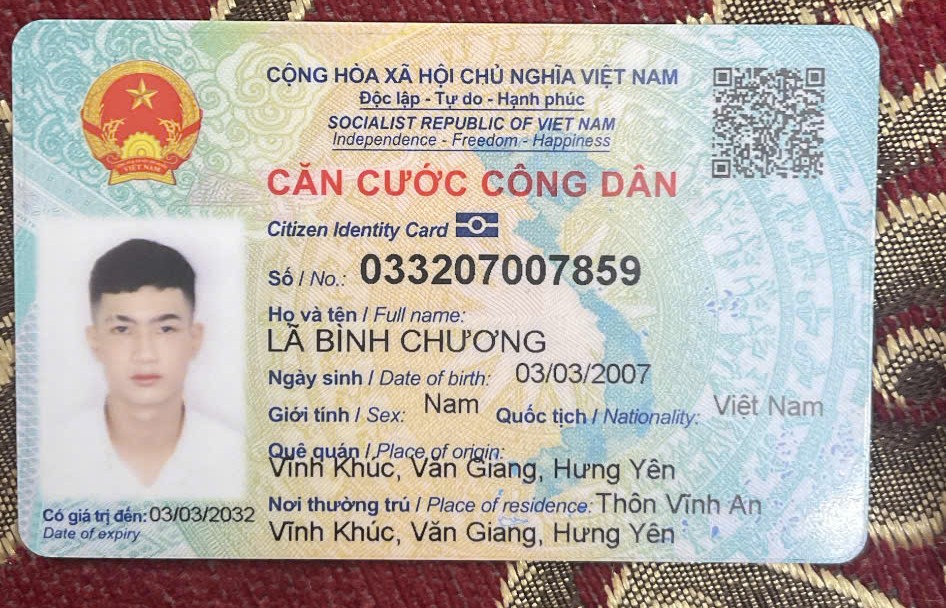 CỘNG HÒA XÃ HỘI CHỦ NGHĨA VIỆT NAM
Độc lập - Tự do - Hạnh phúc
SOCIALIST REPUBLIC OF VIET NAM
Independence - Freedom - Happiness
CĂN CƯỚC CÔNG DÂN
Citizen Identity Card
Số / No.: 033207007859
Họ và tên / Full name:
LÃ BÌNH CHƯƠNG
Ngày sinh / Date of birth: 03/03/2007
Giới tính / Sex: Nam Quốc tịch / Nationality: Việt Nam
Quê quán / Place of origin:
Vĩnh Khúc, Văn Giang, Hưng Yên
Nơi thường trú / Place of residence: Thôn Vĩnh An
Vĩnh Khúc, Văn Giang, Hưng Yên
Có giá trị đến: 03/03/2032
Date of expiry
VIỆT NAM